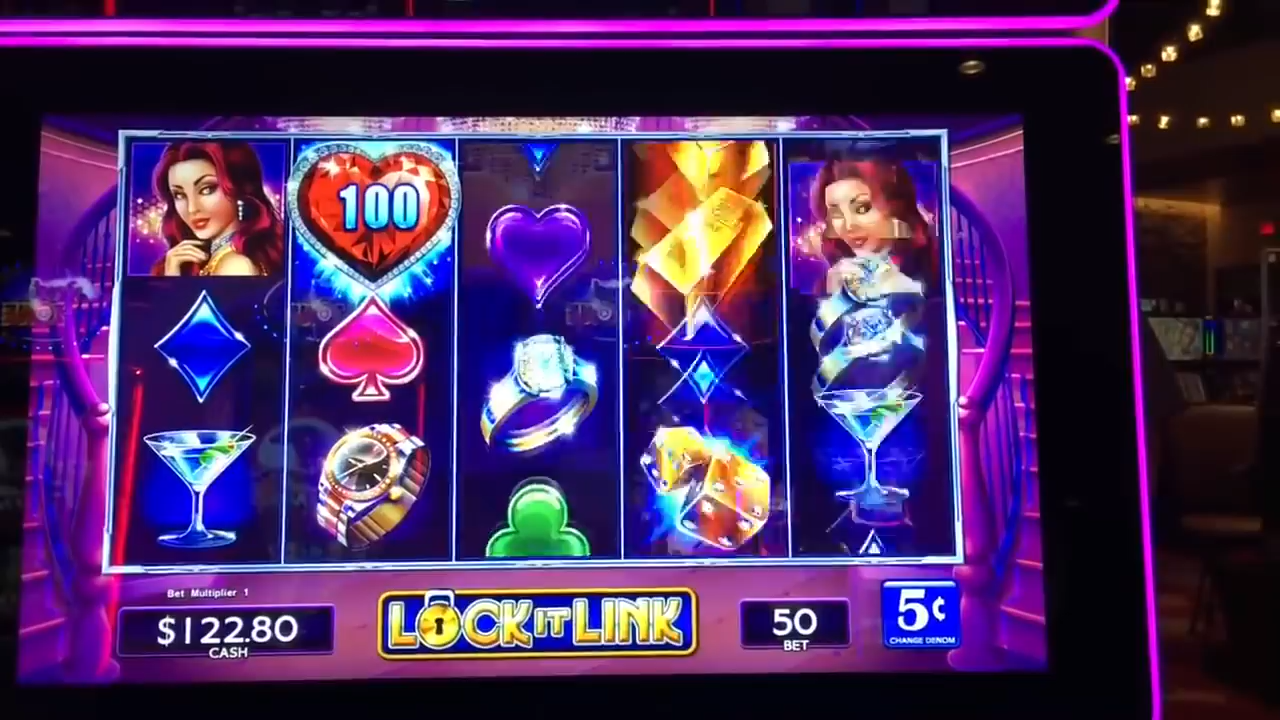 100
Bet Multiplier 1
$122.80
CASH
LOCK IT LINK
50
BET
5¢
CHANGE DENOM